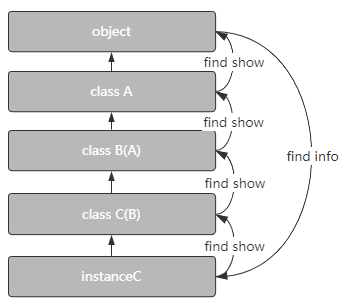 object
find show
class A
find show
class B(A)
find info
find show
class C(B)
find show
instanceC